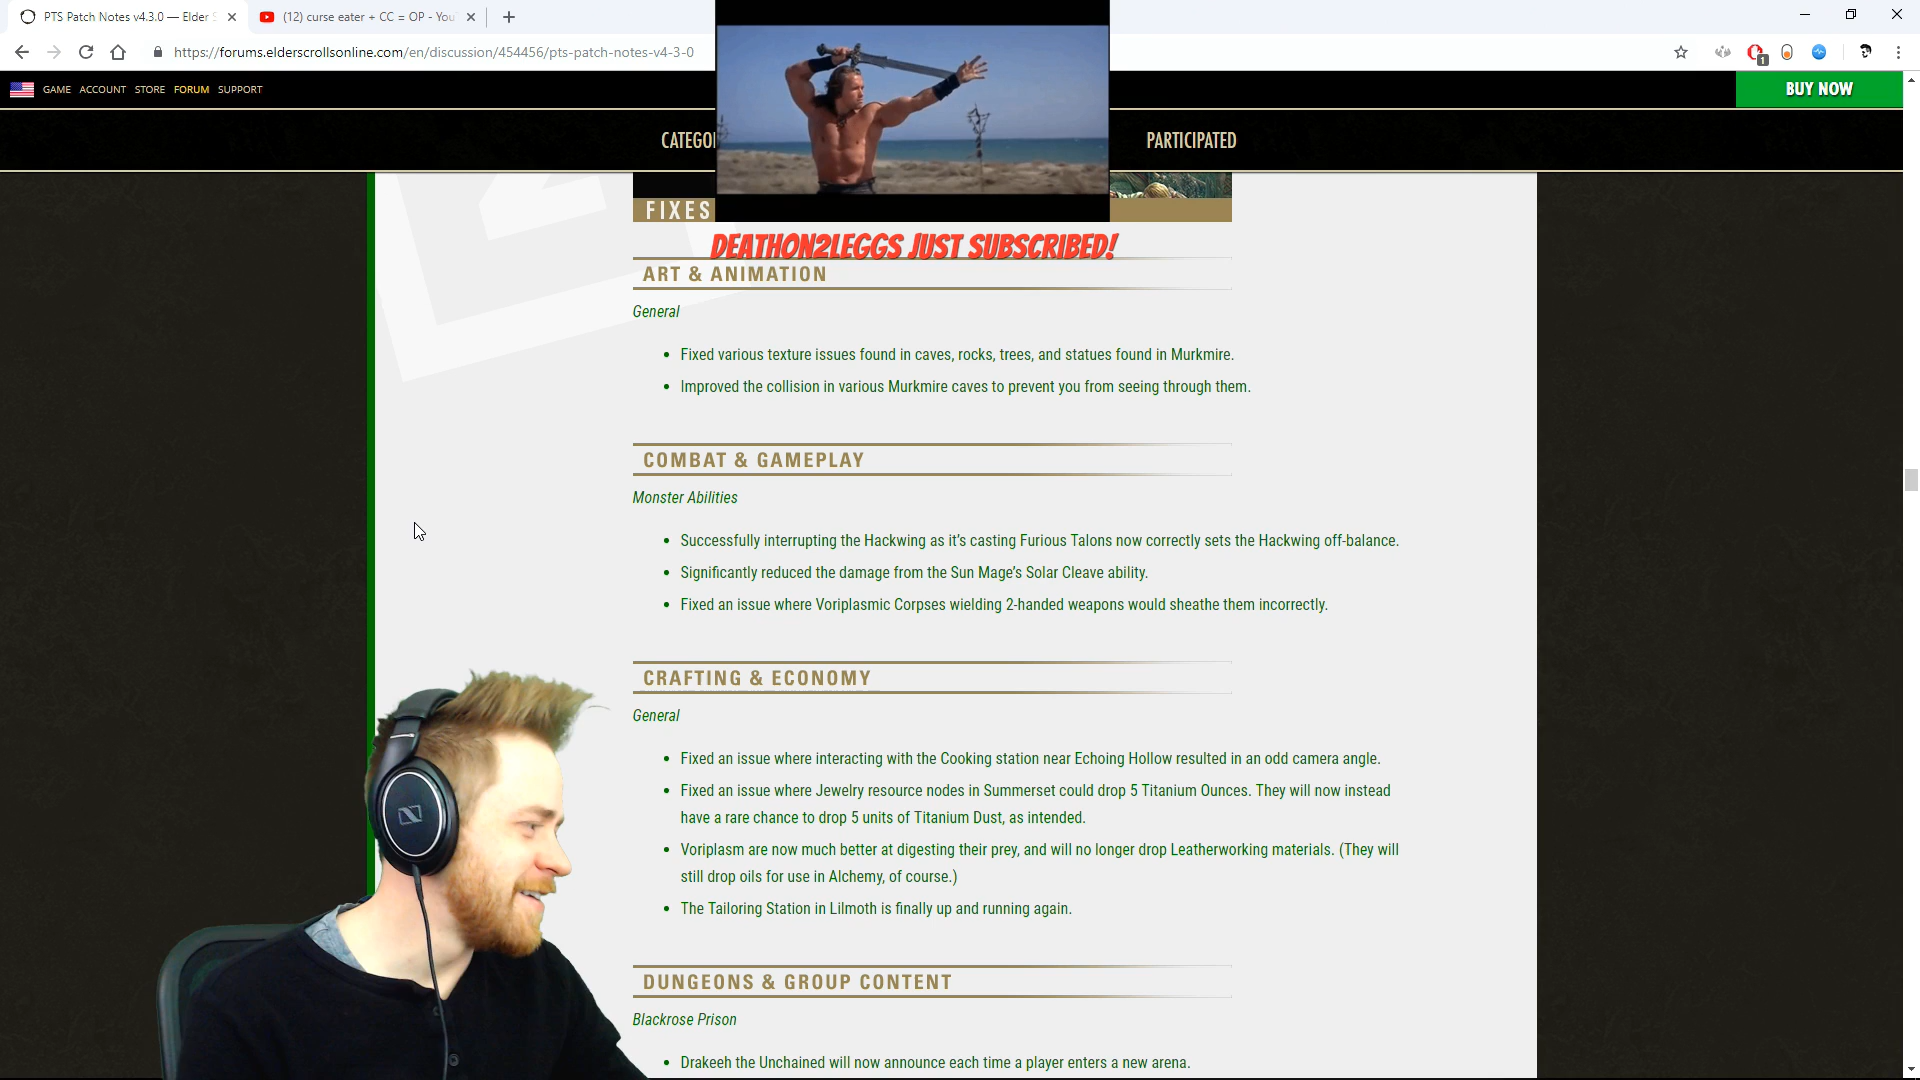 PTS Patch Notes v4.3.0 — Elder S
(12) curse eater + CC = OP - You
https://forums.elderscrollsonline.com/en/discussion/454456/pts-patch-notes-v4-3-0
1
GAME ACCOUNT STORE FORUM SUPPORT
BUY NOW
PARTICIPATED
FIXES
DEATHON2LEGGS JUST SUBSCRIBED!
ART & ANIMATION
General
• Fixed various texture issues found in caves, rocks, trees, and statues found in Murkmire.
• Improved the collision in various Murkmire caves to prevent you from seeing through them.
COMBAT & GAMEPLAY
Monster Abilities
• Successfully interrupting the Hackwing as it's casting Furious Talons now correctly sets the Hackwing off-balance.
• Significantly reduced the damage from the Sun Mage's Solar Cleave ability.
• Fixed an issue where Voriplasmic Corpses wielding 2-handed weapons would sheathe them incorrectly.
CRAFTING & ECONOMY
General
• Fixed an issue where interacting with the Cooking station near Echoing Hollow resulted in an odd camera angle.
• Fixed an issue where Jewelry resource nodes in Summerset could drop 5 Titanium Ounces. They will now instead
have a rare chance to drop 5 units of Titanium Dust, as intended.
• Voriplasm are now much better at digesting their prey, and will no longer drop Leatherworking materials. (They will
still drop oils for use in Alchemy, of course.)
• The Tailoring Station in Lilmoth is finally up and running again.
DUNGEONS & GROUP CONTENT
Blackrose Prison
• Drakeeh the Unchained will now announce each time a player enters a new arena.